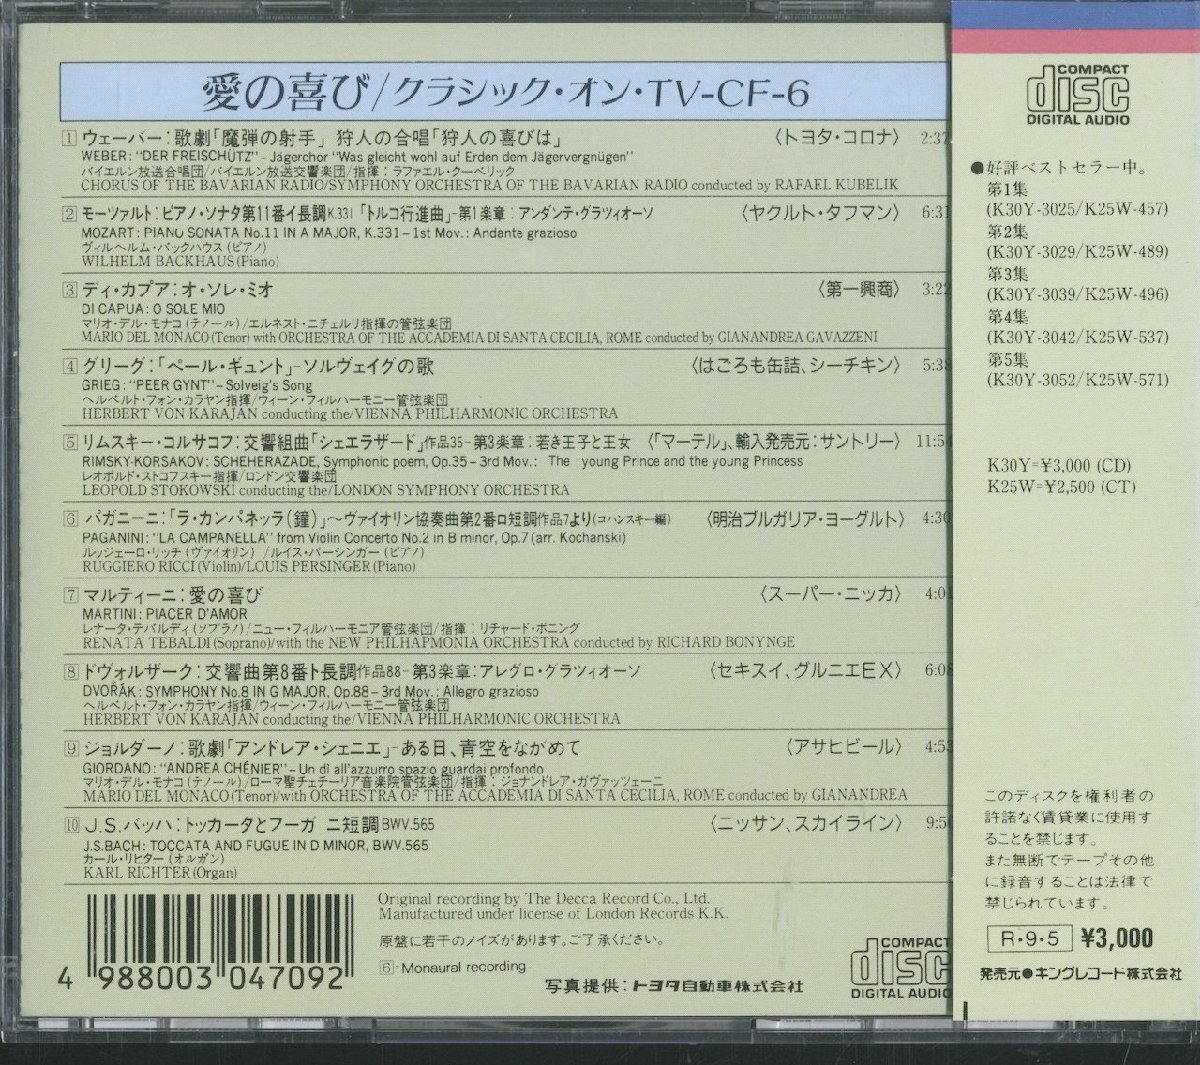 愛の喜び/クラシック・オン・TV-CF-6
1 ウェーバー:歌劇「魔弾の射手」 狩人の合唱「狩人の喜びは」 〈トヨタ・コロナ〉 2:37
WEBER: "DER FREISCHÜTZ" – Jägerchor "Was gleicht wohl auf Erden dem Jägervergnügen"
バイエルン放送合唱団/バイエルン放送交響楽団/指揮:ラファエル・クーベリック
CHORUS OF THE BAVARIAN RADIO/SYMPHONY ORCHESTRA OF THE BAVARIAN RADIO conducted by RAFAEL KUBELIK
2 モーツァルト:ピアノ・ソナタ第11番イ長調K.331「トルコ行進曲」-第1楽章:アンダンテ・グラツィオーソ 〈ヤクルト・タフマン〉 6:31
MOZART: PIANO SONATA No.11 IN A MAJOR, K.331 – 1st Mov.: Andante grazioso
ヴィルヘルム・バックハウス(ピアノ)
WILHELM BACKHAUS(Piano)
3 ディ・カプア:オ・ソレ・ミオ 〈第一興商〉 3:22
DI CAPUA: O SOLE MIO
マリオ・デル・モナコ(テノール)/エルネスト・ニチェルリ指揮の管弦楽団
MARIO DEL MONACO(Tenor) with ORCHESTRA OF THE ACCADEMIA DI SANTA CECILIA, ROME conducted by GIANANDREA GAVAZZENI
4 グリーグ:「ペール・ギュント」-ソルヴェイグの歌 〈はごろも缶詰、シーチキン〉 5:38
GRIEG: "PEER GYNT" – Solveig's Song
ヘルベルト・フォン・カラヤン指揮/ウィーン・フィルハーモニー管弦楽団
HERBERT VON KARAJAN conducting the/VIENNA PHILHARMONIC ORCHESTRA
5 リムスキー・コルサコフ:交響組曲「シェエラザード」作品35-第3楽章:若き王子と王女 〈「マーテル」、輸入発売元:サントリー〉 11:54
RIMSKY-KORSAKOV: SCHEHERAZADE, Symphonic poem, Op.35 – 3rd Mov.: The young Prince and the young Princess
レオポルド・ストコフスキー指揮/ロンドン交響楽団
LEOPOLD STOKOWSKI conducting the/LONDON SYMPHONY ORCHESTRA
6 パガニーニ:「ラ・カンパネッラ(鐘)」〜ヴァイオリン協奏曲第2番ロ短調作品7より(コハンスキー編) 〈明治ブルガリア・ヨーグルト〉 4:30
PAGANINI: "LA CAMPANELLA" from Violin Concerto No.2 in B minor, Op.7 (arr. Kochanski)
ルッジェーロ・リッチ(ヴァイオリン)/ルイス・パーシンガー(ピアノ)
RUGGIERO RICCI(Violin)/LOUIS PERSINGER(Piano)
7 マルティーニ:愛の喜び 〈スーパー・ニッカ〉 4:01
MARTINI: PIACER D'AMOR
レナータ・テバルディ(ソプラノ)/ニュー・フィルハーモニア管弦楽団/指揮:リチャード・ボニング
RENATA TEBALDI(Soprano)/with the NEW PHILHAPMONIA ORCHESTRA conducted by RICHARD BONYNGE
8 ドヴォルザーク:交響曲第8番ト長調作品88-第3楽章:アレグロ・グラツィオーソ 〈セキスイ、グルニエEX〉 6:08
DVOŘÁK: SYMPHONY No.8 IN G MAJOR, Op.88 – 3rd Mov.: Allegro grazioso
ヘルベルト・フォン・カラヤン指揮/ウィーン・フィルハーモニー管弦楽団
HERBERT VON KARAJAN conducting the/VIENNA PHILHARMONIC ORCHESTRA
9 ジョルダーノ:歌劇「アンドレア・シェニエ」-ある日、青空をながめて 〈アサヒビール〉 4:53
GIORDANO: "ANDREA CHÉNIER" – Un dì all'azzurro spazio guardai profondo
マリオ・デル・モナコ(テノール)/ローマ聖チェチーリア音楽院管弦楽団/指揮:ジョナンドレア・ガヴァッツェーニ
MARIO DEL MONACO(Tenor)/with ORCHESTRA OF THE ACCADEMIA DI SANTA CECILIA, ROME conducted by GIANANDREA
10 J.S.バッハ:トッカータとフーガ ニ短調BWV.565 〈ニッサン、スカイライン〉 9:50
J.S.BACH: TOCCATA AND FUGUE IN D MINOR, BWV.565
カール・リヒター(オルガン)
KARL RICHTER(Organ)
Original recording by The Decca Record Co., Ltd.
Manufactured under license of London Records K.K.
原盤に若干のノイズがあります。ご了承ください。
6 - Monaural recording
4 988003 047092
写真提供:トヨタ自動車株式会社
COMPACT
disc
DIGITAL AUDIO
COMPACT
disc
DIGITAL AUDIO
●好評ベストセラー中。
第1集
(K30Y-3025/K25W-457)
第2集
(K30Y-3029/K25W-489)
第3集
(K30Y-3039/K25W-496)
第4集
(K30Y-3042/K25W-537)
第5集
(K30Y-3052/K25W-571)
K30Y=¥3,000 (CD)
K25W=¥2,500 (CT)
このディスクを権利者の
許諾なく賃貸業に使用す
ることを禁じます。
また無断でテープその他
に録音することは法律で
禁じられています。
R・9・5 ¥3,000
発売元●キングレコード株式会社